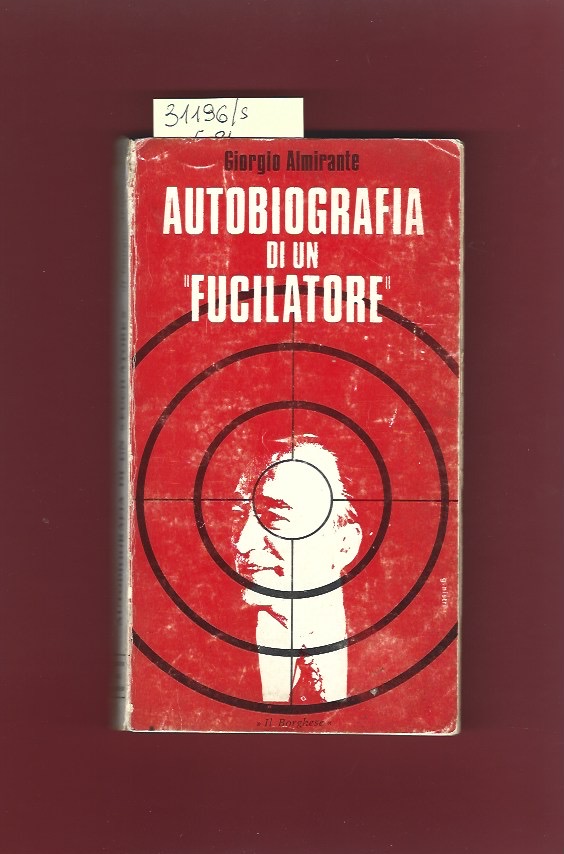 31196/s
Giorgio Almirante
AUTOBIOGRAFIA
DI UN
"FUCILATORE"
« Il Borghese »